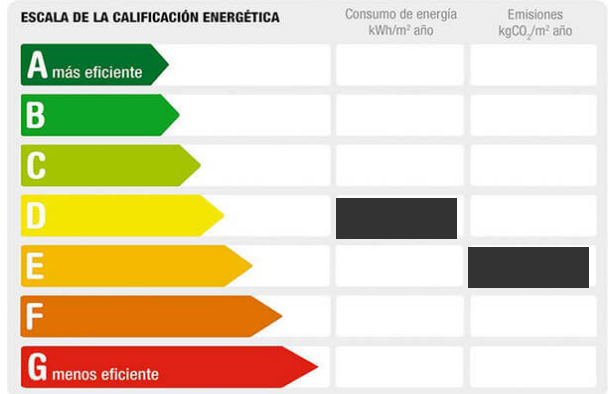 ESCALA DE LA CALIFICACIÓN ENERGÉTICA
Consumo de energía
kWh/m² año
Emisiones
kgCO₂/m² año
A más eficiente
B
C
D
E
F
G menos eficiente